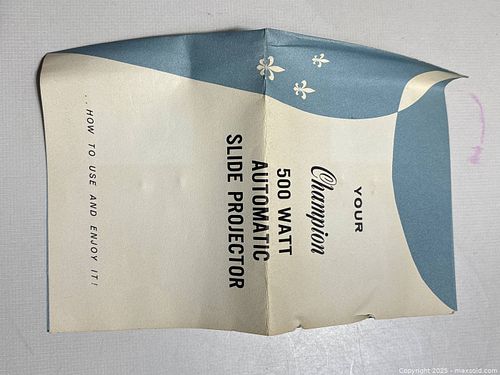 YOUR
Champion
500 WATT
AUTOMATIC
SLIDE PROJECTOR
...HOW TO USE AND ENJOY IT!
Copyright 2025 - maxsold.com